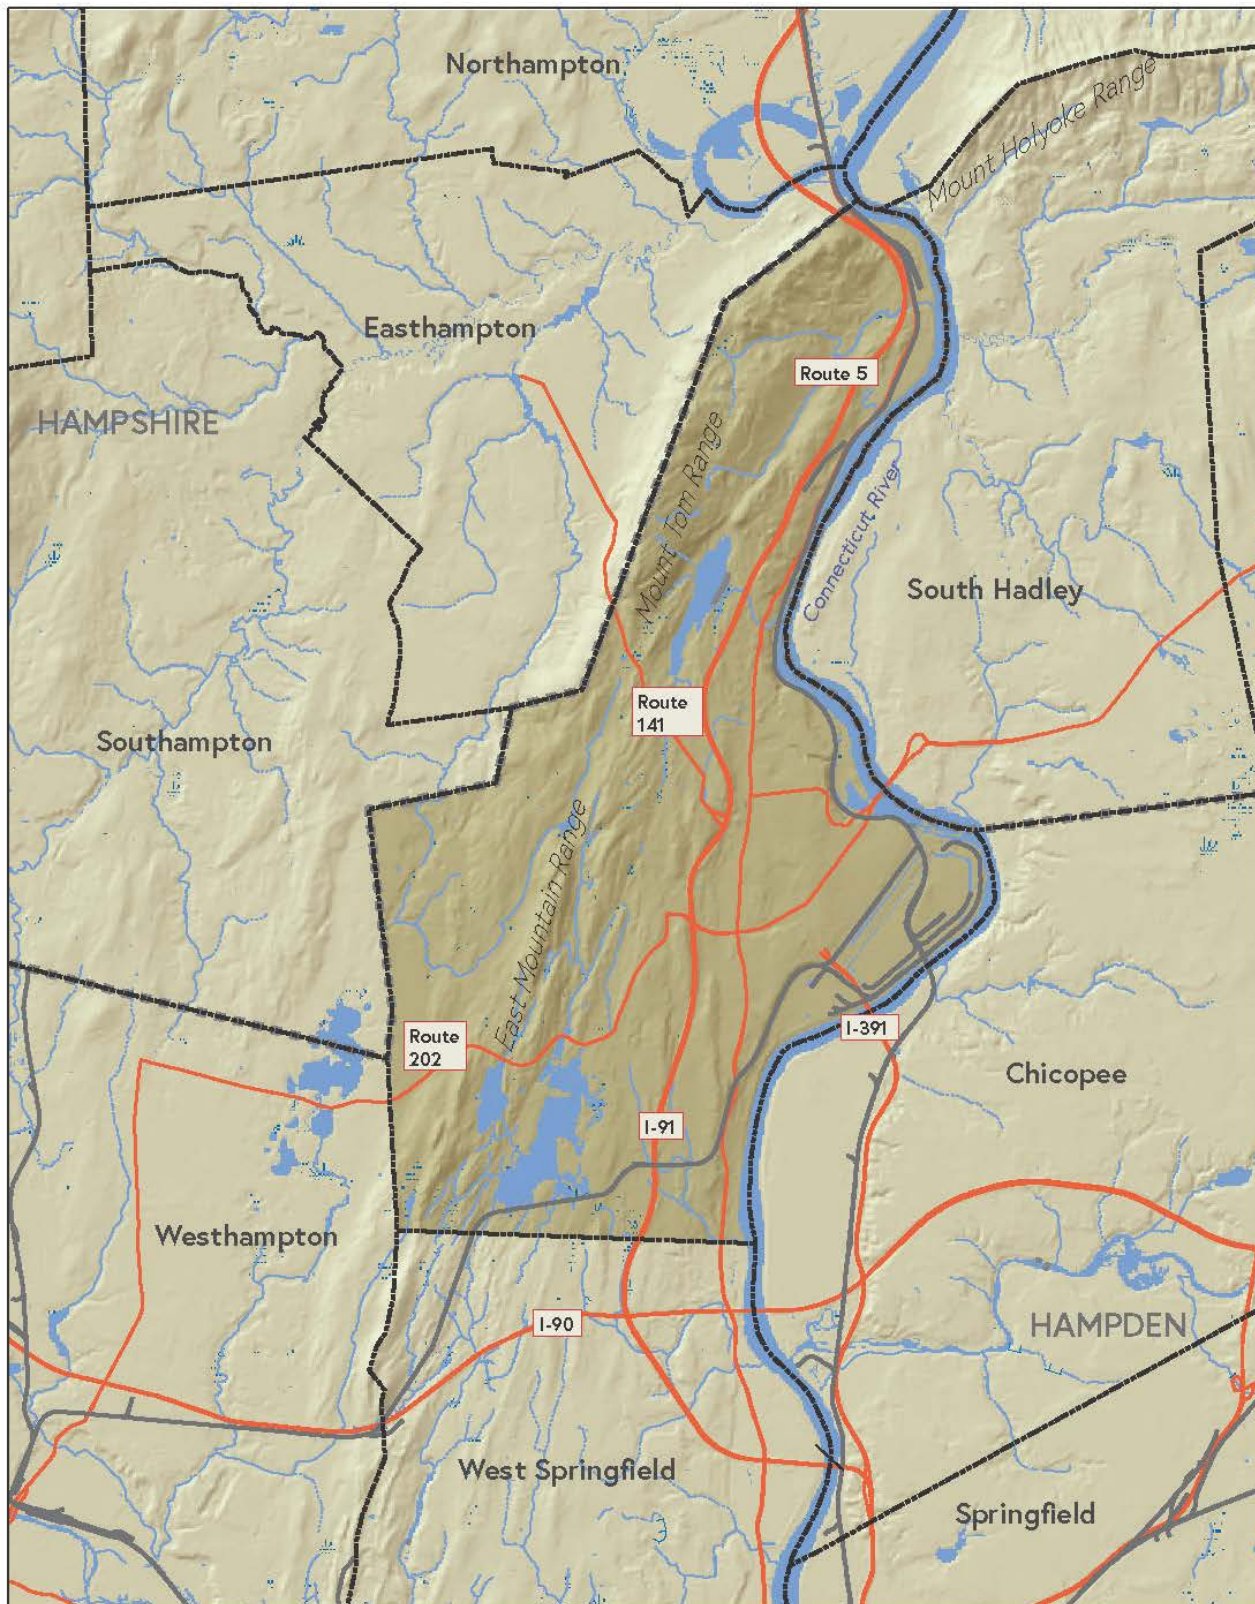 Northampton
Mount Holyoke Range
Easthampton
Route 5
HAMPSHIRE
Mount Tom Range
Connecticut River
South Hadley
Route
141
Southampton
East Mountain Range
Route
202
I-391
Chicopee
I-91
Westhampton
I-90
HAMPDEN
West Springfield
Springfield